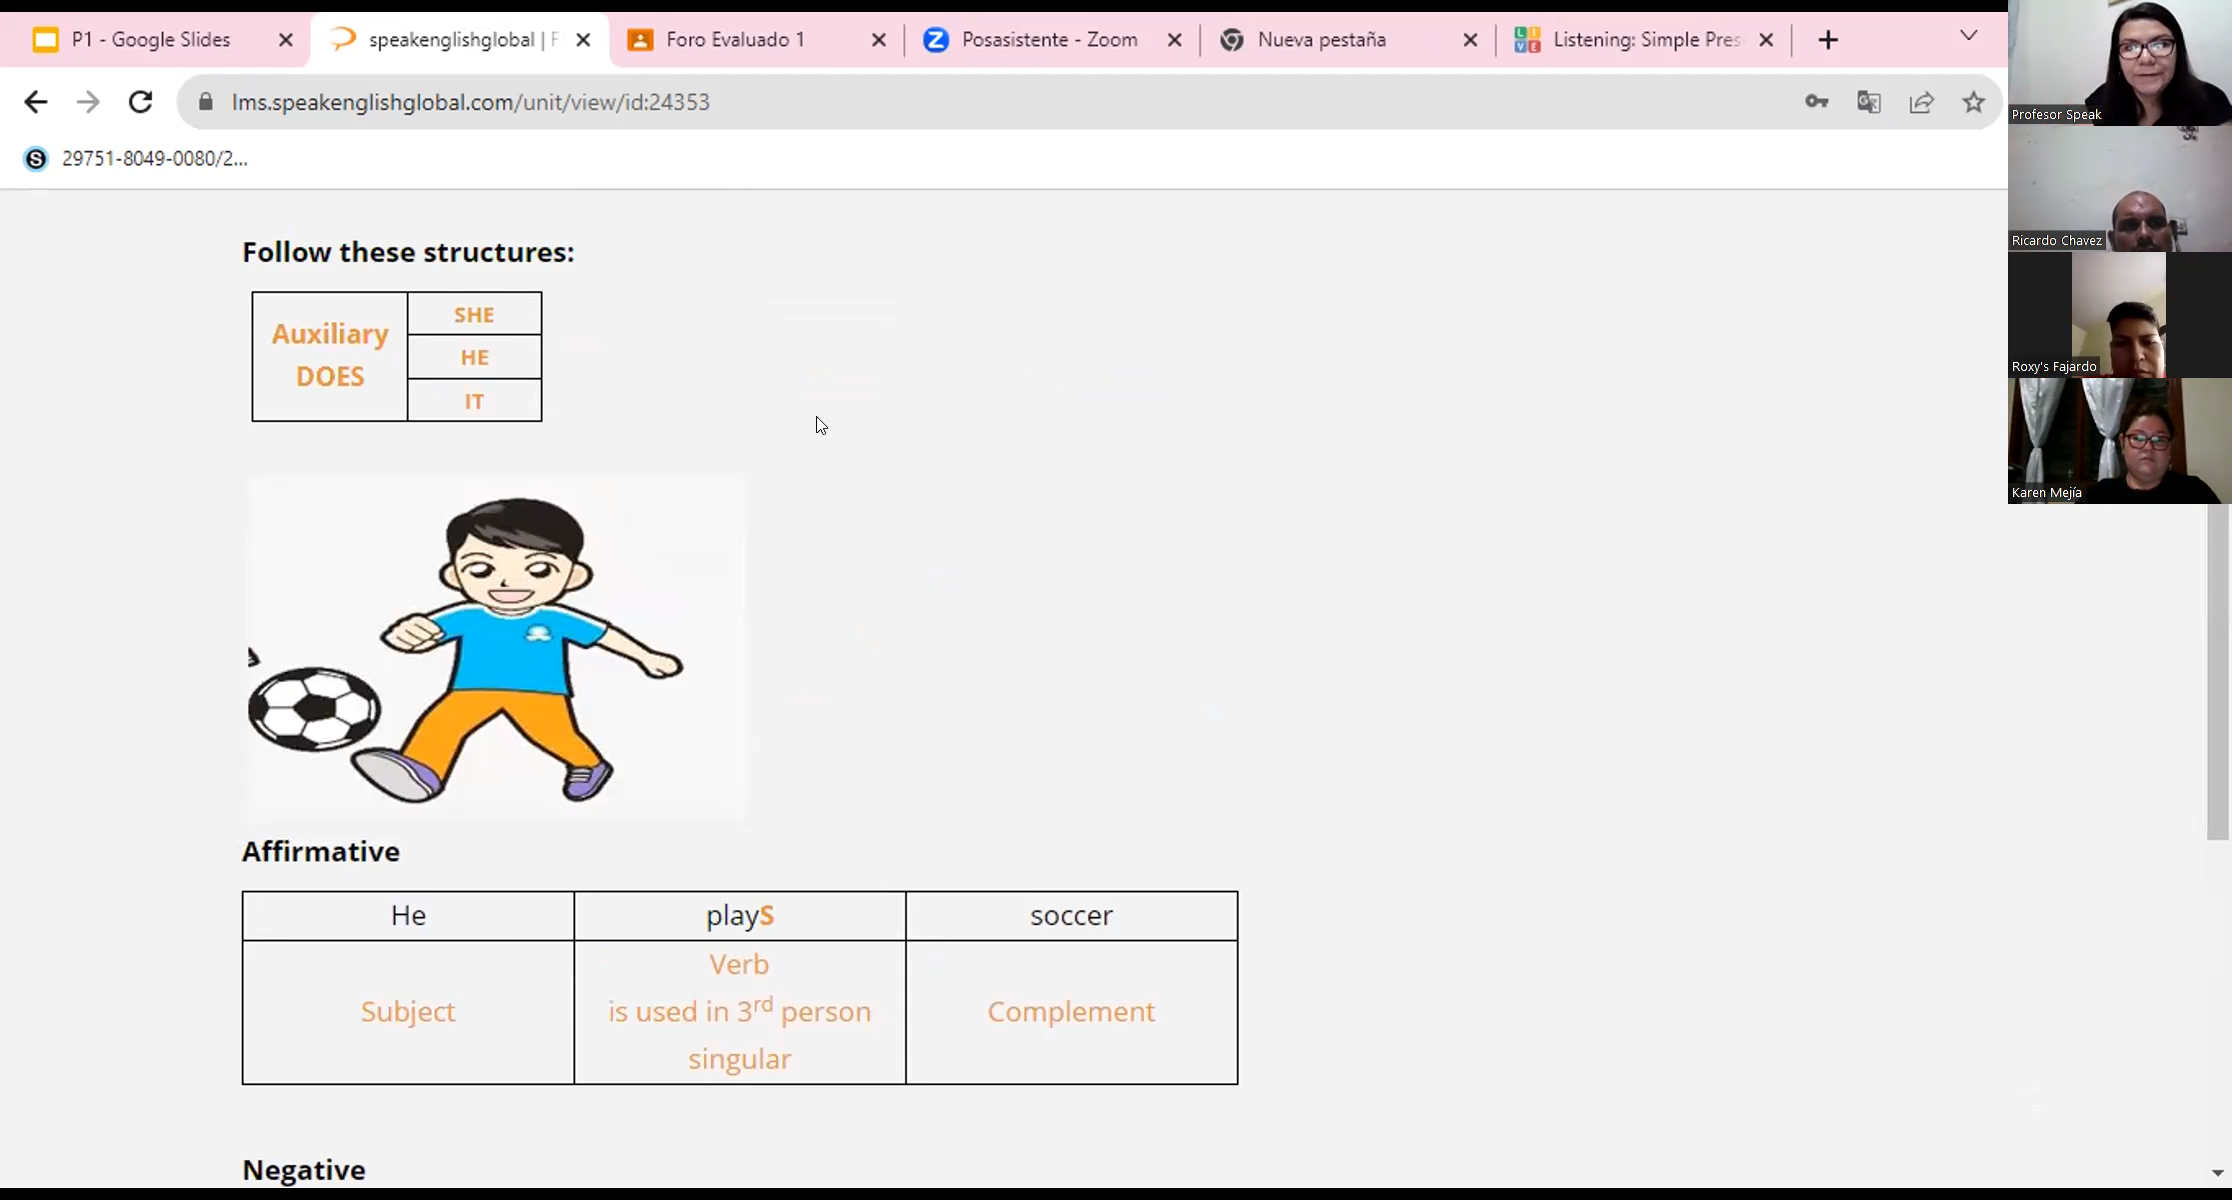 P1 - Google Slides
speakenglishglobal | F
Foro Evaluado 1
Posasistente - Zoom
Nueva pestaña
Listening: Simple Pres
lms.speakenglishglobal.com/unit/view/id:24353
29751-8049-0080/2...
Profesor Speak
Ricardo Chavez
Roxy's Fajardo
Karen Mejía
Follow these structures:
Auxiliary
DOES
SHE
HE
IT
Affirmative
He
playS
soccer
Subject
Verb
is used in 3rd person
singular
Complement
Negative